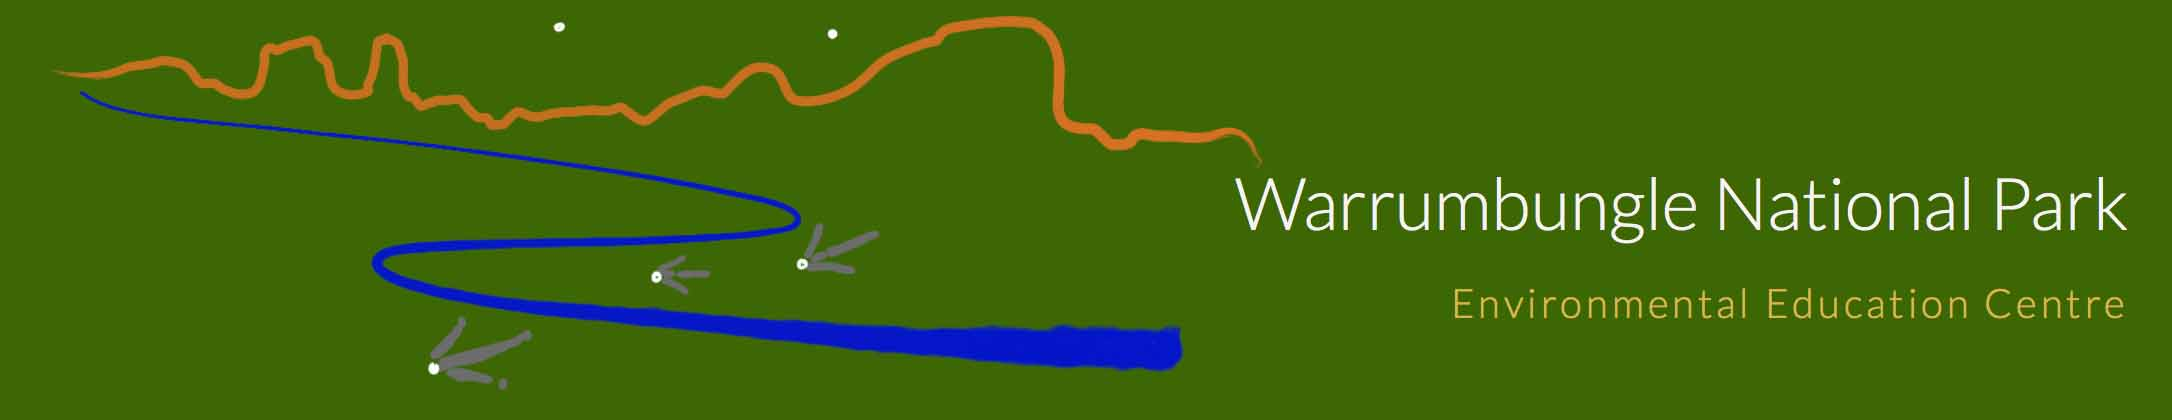 Warrumbungle National Park
Environmental Education Centre